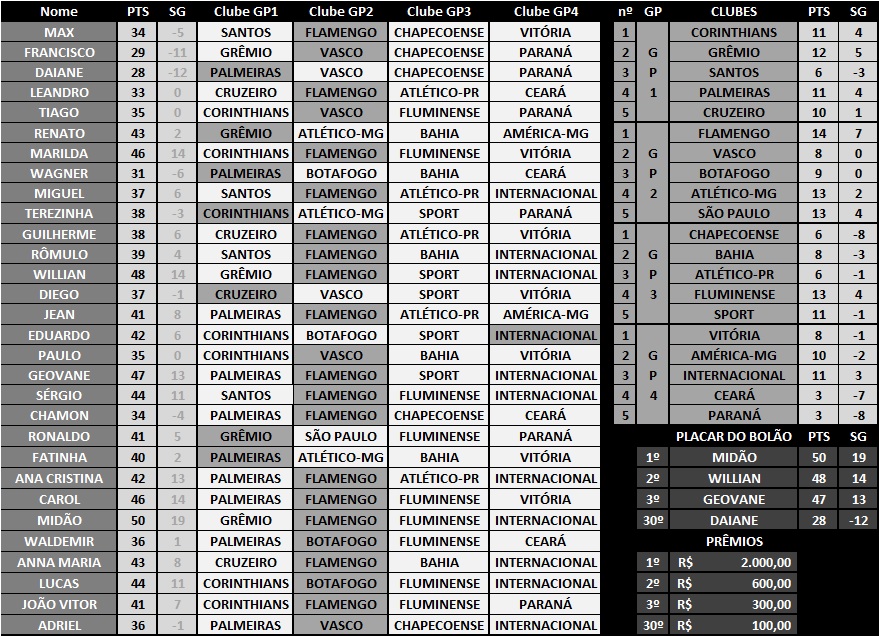 Nome PTS SG Clube GP1 Clube GP2 Clube GP3 Clube GP4 nº GP CLUBES PTS SG
MAX 34 -5 SANTOS FLAMENGO CHAPECOENSE VITÓRIA 1 CORINTHIANS 11 4
FRANCISCO 29 -11 GRÊMIO VASCO CHAPECOENSE PARANÁ 2 G GRÊMIO 12 5
DAIANE 28 -12 PALMEIRAS VASCO CHAPECOENSE PARANÁ 3 P SANTOS 6 -3
LEANDRO 33 0 CRUZEIRO FLAMENGO ATLÉTICO-PR CEARÁ 4 1 PALMEIRAS 11 4
TIAGO 35 0 CORINTHIANS VASCO FLUMINENSE PARANÁ 5 CRUZEIRO 10 1
RENATO 43 2 GRÊMIO ATLÉTICO-MG BAHIA AMÉRICA-MG 1 FLAMENGO 14 7
MARILDA 46 14 CORINTHIANS FLAMENGO FLUMINENSE VITÓRIA 2 G VASCO 8 0
WAGNER 31 -6 PALMEIRAS BOTAFOGO BAHIA CEARÁ 3 P BOTAFOGO 9 0
MIGUEL 37 6 SANTOS FLAMENGO ATLÉTICO-PR INTERNACIONAL 4 2 ATLÉTICO-MG 13 2
TEREZINHA 38 -3 CORINTHIANS ATLÉTICO-MG SPORT PARANÁ 5 SÃO PAULO 13 4
GUILHERME 38 6 CRUZEIRO FLAMENGO ATLÉTICO-PR VITÓRIA 1 CHAPECOENSE 6 -8
RÔMULO 39 4 SANTOS FLAMENGO BAHIA INTERNACIONAL 2 G BAHIA 8 -3
WILLIAN 48 14 GRÊMIO FLAMENGO SPORT INTERNACIONAL 3 P ATLÉTICO-PR 6 -1
DIEGO 37 -1 CRUZEIRO VASCO SPORT VITÓRIA 4 3 FLUMINENSE 13 4
JEAN 41 8 PALMEIRAS FLAMENGO ATLÉTICO-PR AMÉRICA-MG 5 SPORT 11 -1
EDUARDO 42 6 CORINTHIANS BOTAFOGO SPORT INTERNACIONAL 1 VITÓRIA 8 -1
PAULO 35 0 CORINTHIANS VASCO BAHIA VITÓRIA 2 G AMÉRICA-MG 10 -2
GEOVANE 47 13 PALMEIRAS FLAMENGO SPORT INTERNACIONAL 3 P INTERNACIONAL 11 3
SÉRGIO 44 11 SANTOS FLAMENGO FLUMINENSE INTERNACIONAL 4 4 CEARÁ 3 -7
CHAMON 34 -4 PALMEIRAS FLAMENGO CHAPECOENSE CEARÁ 5 PARANÁ 3 -8
RONALDO 41 5 GRÊMIO SÃO PAULO FLUMINENSE PARANÁ PLACAR DO BOLÃO PTS SG
FATINHA 40 2 PALMEIRAS ATLÉTICO-MG BAHIA VITÓRIA 1º MIDÃO 50 19
ANA CRISTINA 42 13 PALMEIRAS FLAMENGO ATLÉTICO-PR INTERNACIONAL 2º WILLIAN 48 14
CAROL 46 14 PALMEIRAS FLAMENGO FLUMINENSE VITÓRIA 3º GEOVANE 47 13
MIDÃO 50 19 GRÊMIO FLAMENGO FLUMINENSE INTERNACIONAL 30º DAIANE 28 -12
WALDEMIR 36 1 PALMEIRAS BOTAFOGO FLUMINENSE CEARÁ PRÊMIOS
ANNA MARIA 43 8 CRUZEIRO FLAMENGO BAHIA INTERNACIONAL 1º R$ 2.000,00
LUCAS 44 11 CORINTHIANS BOTAFOGO FLUMINENSE INTERNACIONAL 2º R$ 600,00
JOÃO VITOR 41 7 CORINTHIANS FLAMENGO FLUMINENSE PARANÁ 3º R$ 300,00
ADRIEL 36 -1 PALMEIRAS VASCO CHAPECOENSE INTERNACIONAL 30º R$ 100,00